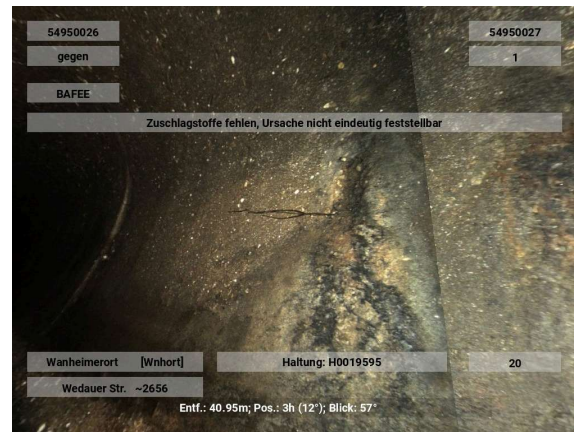 54950026
54950027
gegen
1
BAFEE
Zuschlagstoffe fehlen, Ursache nicht eindeutig feststellbar
Wanheimerort [Wnhort]
Haltung: H0019595
20
Wedauer Str. ~2656
Entf.: 40.95m; Pos.: 3h (12°); Blick: 57°